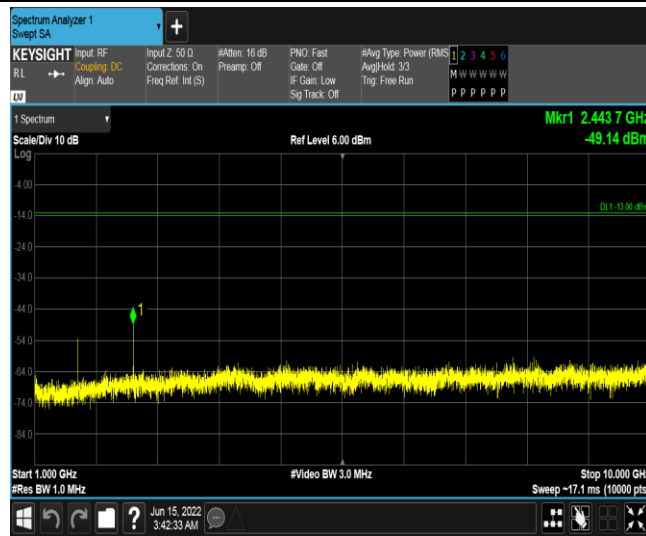 Spectrum Analyzer 1
Swept SA
+
KEYSIGHT
RL
LXI
Input: RF
Coupling: DC
Align: Auto
Input Z: 50 Ω
Corrections: On
Freq Ref: Int (S)
#Atten: 16 dB
Preamp: Off
PNO: Fast
Gate: Off
IF Gain: Low
Sig Track: Off
#Avg Type: Power (RMS
Avg|Hold: 3/3
Trig: Free Run
1 2 3 4 5 6
M W W W W W
P P P P P P
1 Spectrum
Scale/Div 10 dB
Ref Level 6.00 dBm
Mkr1 2.443 7 GHz
-49.14 dBm
Log
-4.00
-14.0
-24.0
-34.0
-44.0
-54.0
-64.0
-74.0
-84.0
DL1 -13.00 dBm
1
Start 1.000 GHz
#Res BW 1.0 MHz
#Video BW 3.0 MHz
Stop 10.000 GHz
Sweep ~17.1 ms (10000 pts)
?
Jun 15, 2022
3:42:33 AM